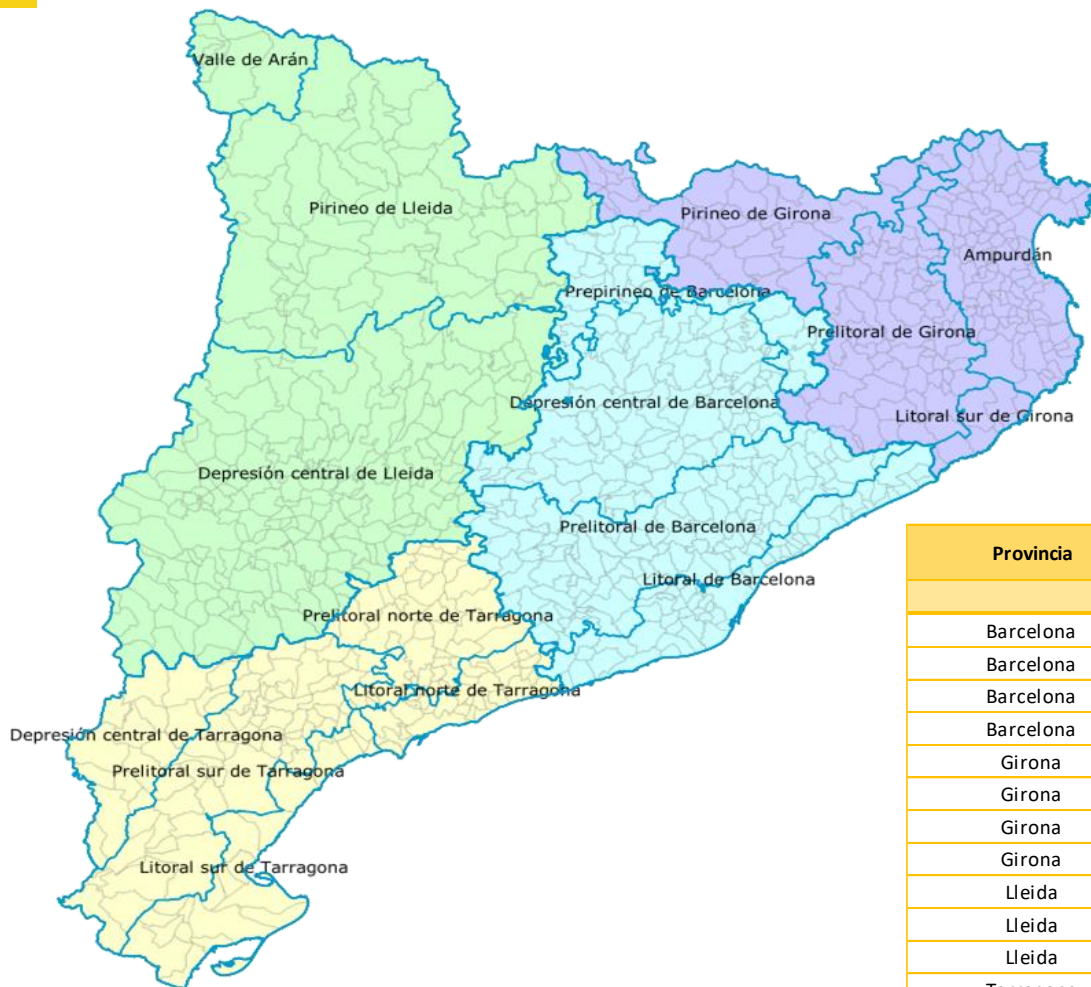 Valle de Arán
Pirineo de Lleida
Pirineo de Girona
Ampurdán
Prepirineo de Barcelona
Prelitoral de Girona
Depresión central de Barcelona
Litoral sur de Girona
Depresión central de Lleida
Prelitoral de Barcelona
Litoral de Barcelona
Prelitoral norte de Tarragona
Litoral norte de Tarragona
Depresión central de Tarragona
Prelitoral sur de Tarragona
Litoral sur de Tarragona
Provincia
Barcelona
Barcelona
Barcelona
Barcelona
Girona
Girona
Girona
Girona
Lleida
Lleida
Lleida